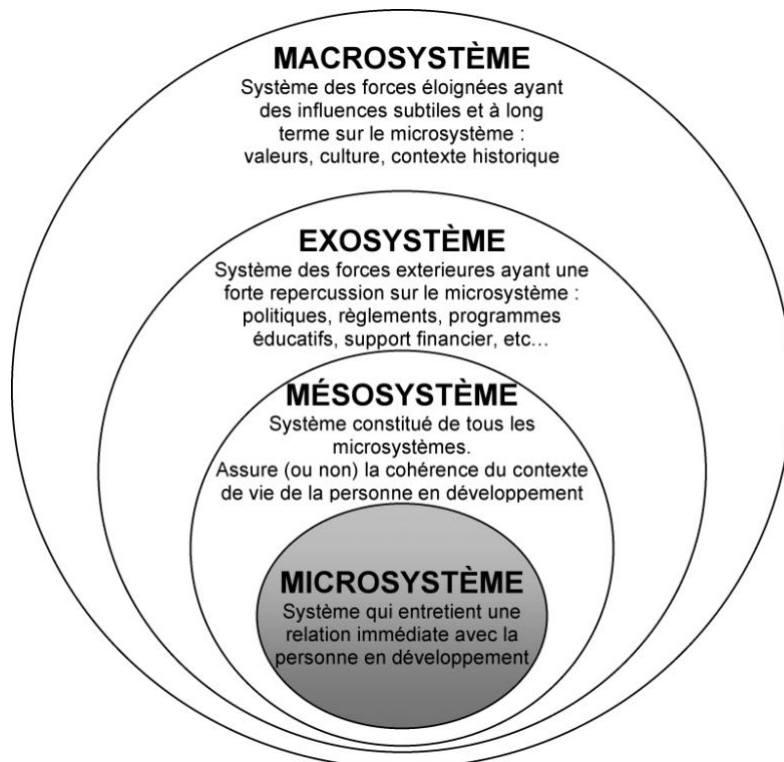 MACROSYSTÈME
Système des forces éloignées ayant
des influences subtiles et à long
terme sur le microsystème :
valeurs, culture, contexte historique
EXOSYSTÈME
Système des forces exterieures ayant une
forte repercussion sur le microsystème :
politiques, règlements, programmes
éducatifs, support financier, etc…
MÉSOSYSTÈME
Système constitué de tous les
microsystèmes.
Assure (ou non) la cohérence du contexte
de vie de la personne en développement
MICROSYSTÈME
Système qui entretient une
relation immédiate avec la
personne en développement